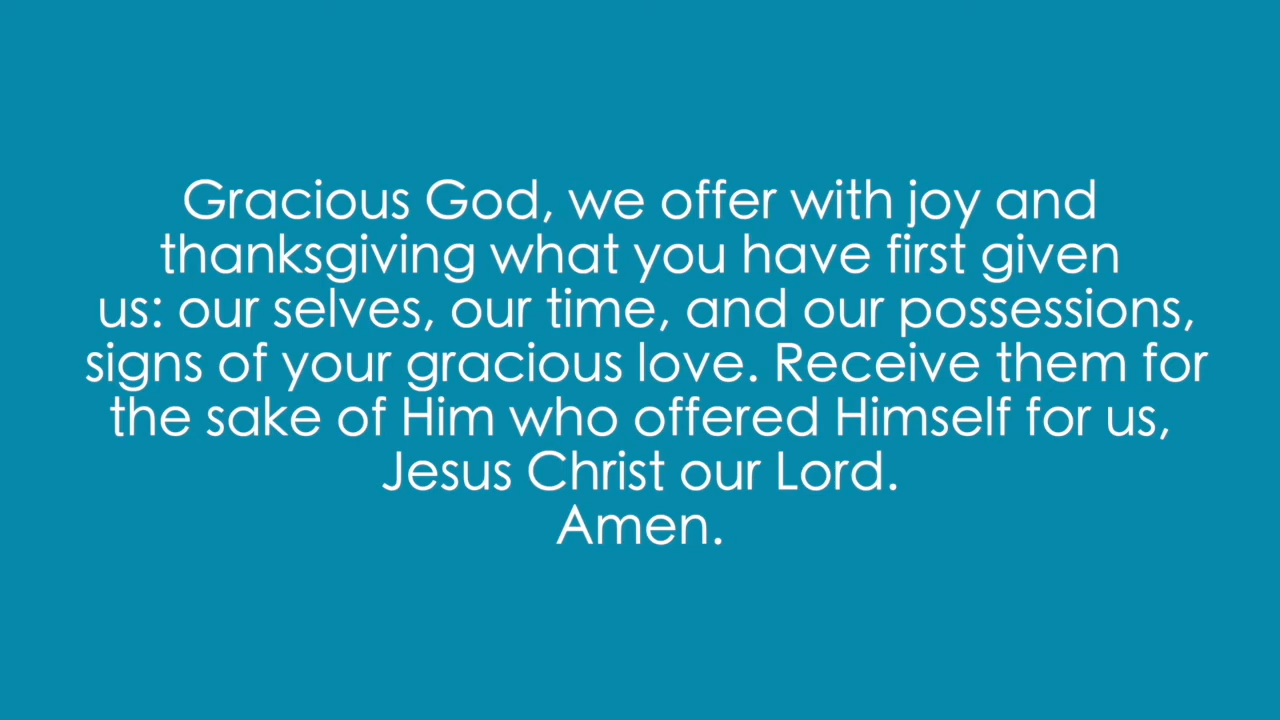 Gracious God, we offer with joy and
thanksgiving what you have first given
us: our selves, our time, and our possessions,
signs of your gracious love. Receive them for
the sake of Him who offered Himself for us,
Jesus Christ our Lord.
Amen.